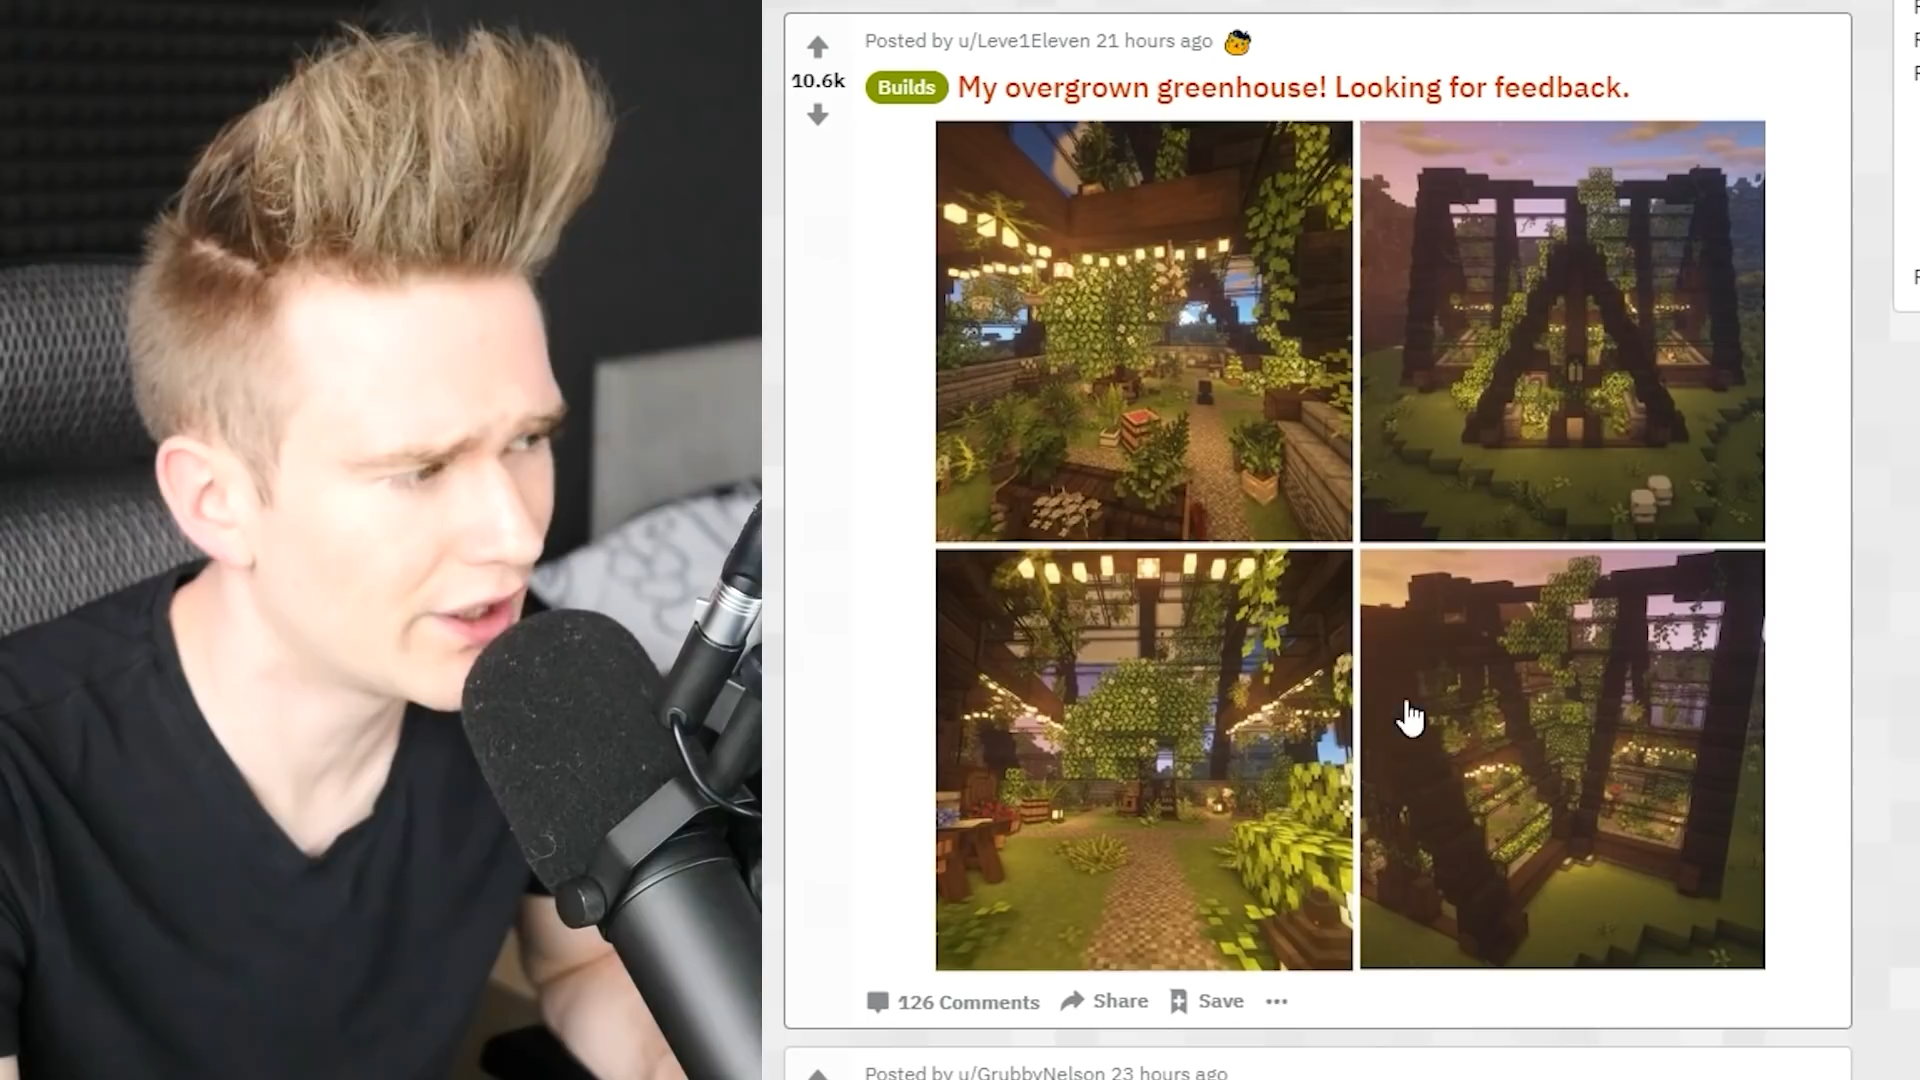 Posted by u/Leve1Eleven 21 hours ago
10.6k
Builds My overgrown greenhouse! Looking for feedback.
126 Comments Share Save
Posted by u/GrubbyNelson 23 hours ago